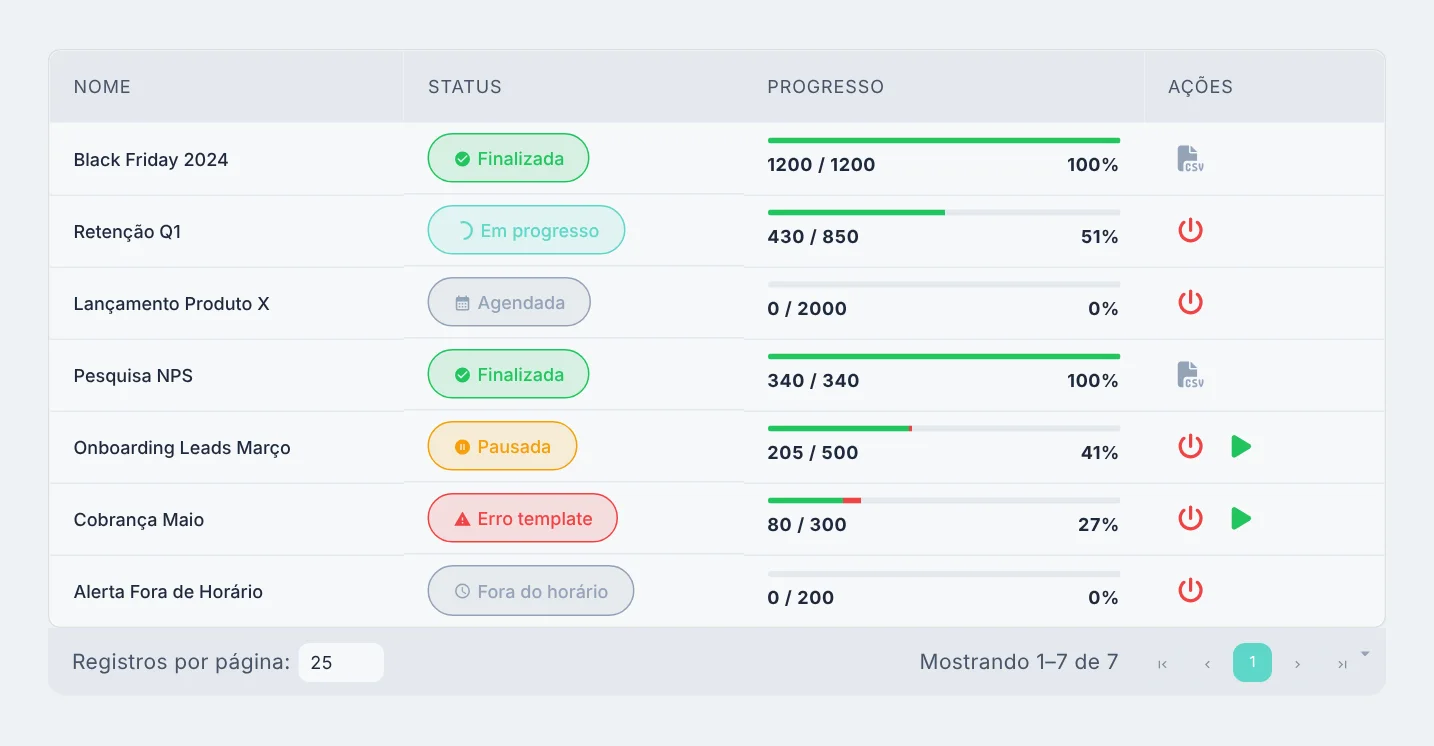 NOME STATUS PROGRESSO AÇÕES
Black Friday 2024 Finalizada 1200 / 1200 100% CSV
Retenção Q1 Em progresso 430 / 850 51%
Lançamento Produto X Agendada 0 / 2000 0%
Pesquisa NPS Finalizada 340 / 340 100% CSV
Onboarding Leads Março Pausada 205 / 500 41%
Cobrança Maio Erro template 80 / 300 27%
Alerta Fora de Horário Fora do horário 0 / 200 0%
Registros por página: 25 Mostrando 1–7 de 7 1